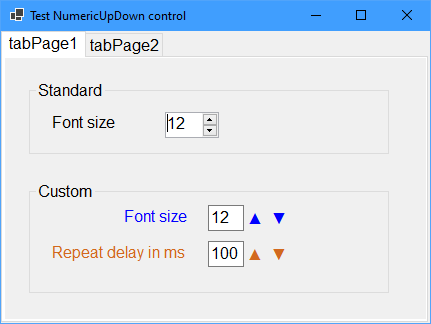 Test NumericUpDown control
tabPage1 tabPage2
Standard
Font size 12
Custom
Font size 12 ▲ ▼
Repeat delay in ms 100 ▲ ▼